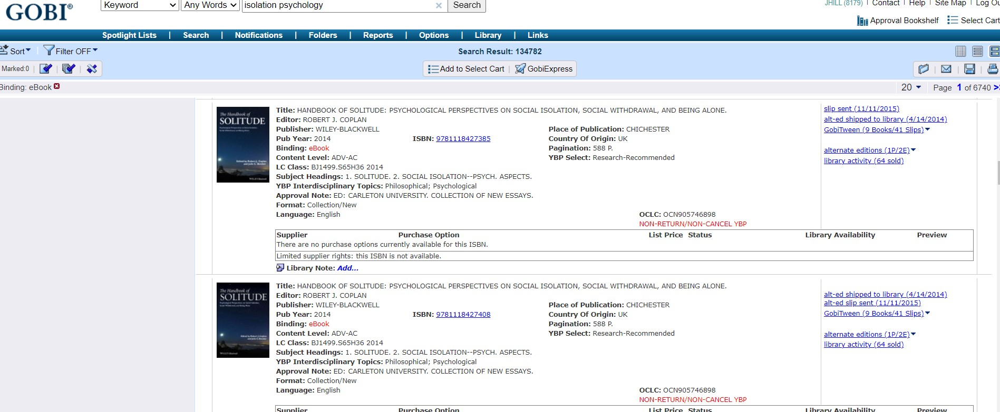 GOBI®
Keyword Any Words isolation psychology × Search
JHILL (8179) | Contact | Help | Site Map | Log
Approval Bookshelf Select Cart
Spotlight Lists | Search | Notifications | Folders | Reports | Options | Library | Links
Sort Filter OFF Search Result: 134782
Marked:0 Add to Select Cart | GobiExpress
Binding: eBook 20 Page 1 of 6740 >
The Handbook of
SOLITUDE
Title: HANDBOOK OF SOLITUDE: PSYCHOLOGICAL PERSPECTIVES ON SOCIAL ISOLATION, SOCIAL WITHDRAWAL, AND BEING ALONE.
Editor: ROBERT J. COPLAN
Publisher: WILEY-BLACKWELL Place of Publication: CHICHESTER
Pub Year: 2014 ISBN: 9781118427385 Country Of Origin: UK
Binding: eBook Pagination: 588 P.
Content Level: ADV-AC YBP Select: Research-Recommended
LC Class: BJ1499.S65H36 2014
Subject Headings: 1. SOLITUDE. 2. SOCIAL ISOLATION--PSYCH. ASPECTS.
YBP Interdisciplinary Topics: Philosophical; Psychological
Approval Note: ED: CARLETON UNIVERSITY. COLLECTION OF NEW ESSAYS.
Format: Collection/New
Language: English OCLC: OCN905746898
NON-RETURN/NON-CANCEL YBP
slip sent (11/11/2015)
alt-ed shipped to library (4/14/2014)
GobiTween (9 Books/41 Slips)
alternate editions (1P/2E)
library activity (64 sold)
Supplier Purchase Option List Price Status Library Availability Preview
There are no purchase options currently available for this ISBN.
Limited supplier rights: this ISBN is not available.
Library Note: Add...
The Handbook of
SOLITUDE
Title: HANDBOOK OF SOLITUDE: PSYCHOLOGICAL PERSPECTIVES ON SOCIAL ISOLATION, SOCIAL WITHDRAWAL, AND BEING ALONE.
Editor: ROBERT J. COPLAN
Publisher: WILEY-BLACKWELL Place of Publication: CHICHESTER
Pub Year: 2014 ISBN: 9781118427408 Country Of Origin: UK
Binding: eBook Pagination: 588 P.
Content Level: ADV-AC YBP Select: Research-Recommended
LC Class: BJ1499.S65H36 2014
Subject Headings: 1. SOLITUDE. 2. SOCIAL ISOLATION--PSYCH. ASPECTS.
YBP Interdisciplinary Topics: Philosophical; Psychological
Approval Note: ED: CARLETON UNIVERSITY. COLLECTION OF NEW ESSAYS.
Format: Collection/New
Language: English OCLC: OCN905746898
NON-RETURN/NON-CANCEL YBP
alt-ed shipped to library (4/14/2014)
alt-ed slip sent (11/11/2015)
GobiTween (9 Books/41 Slips)
alternate editions (1P/2E)
library activity (64 sold)
Supplier Purchase Option List Price Status Library Availability Preview